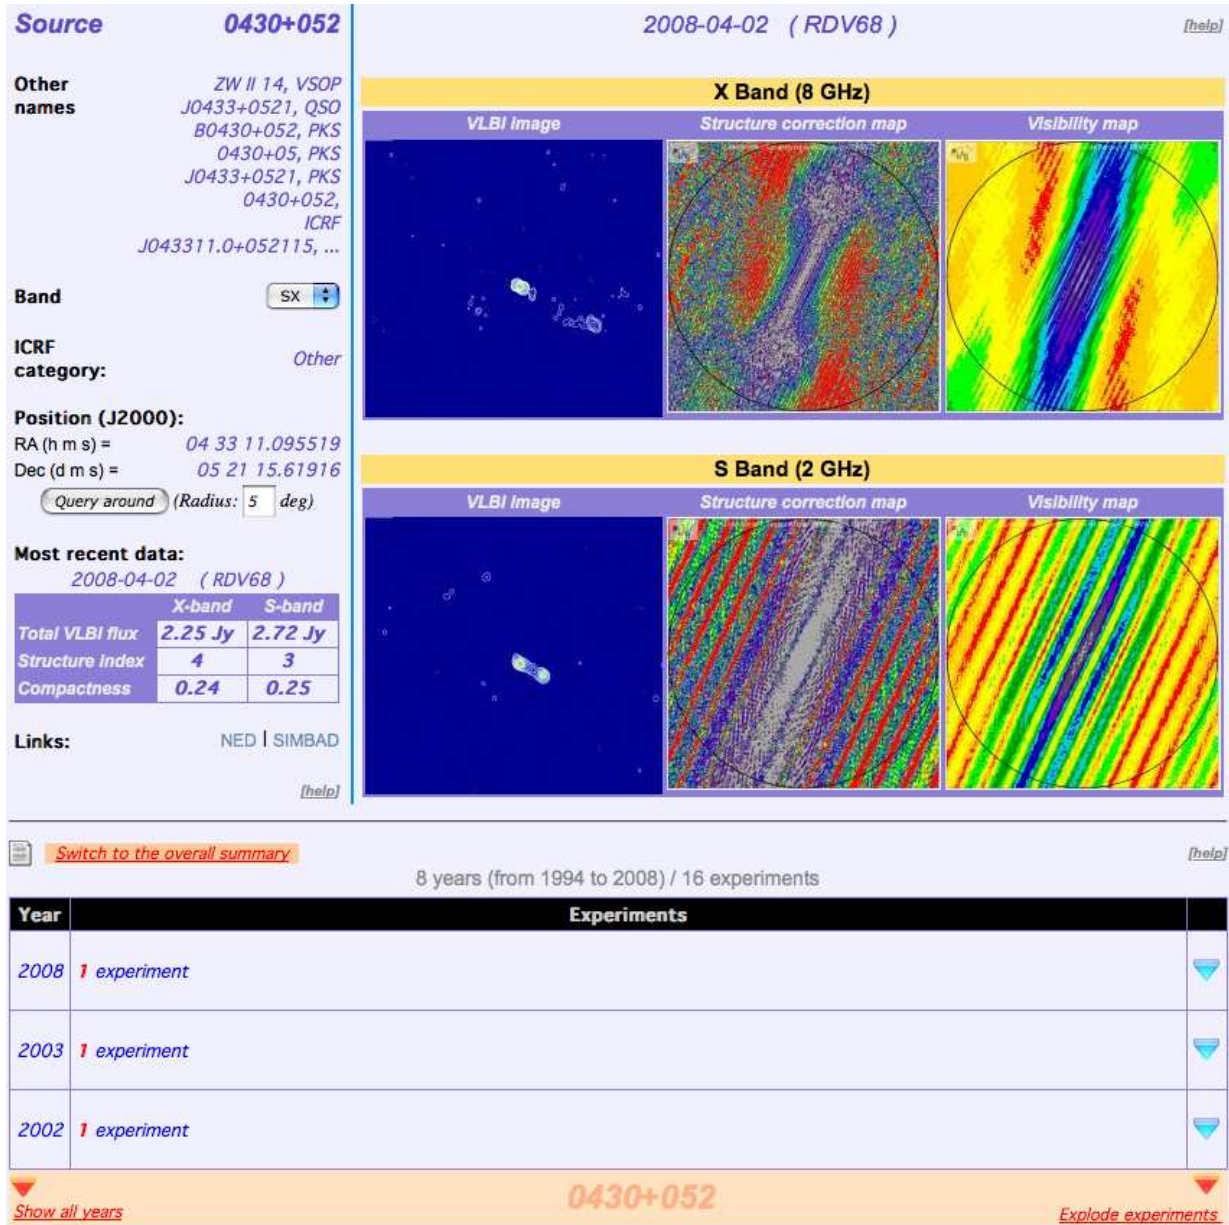 Source 0430+052
Other names
ZW II 14, VSOP
J0433+0521, QSO
B0430+052, PKS
0430+05, PKS
J0433+0521, PKS
0430+052,
ICRF
J043311.0+052115, ...
Band SX
ICRF category: Other
Position (J2000):
RA (h m s) = 04 33 11.095519
Dec (d m s) = 05 21 15.61916
Query around (Radius: 5 deg)
Most recent data:
2008-04-02 (RDV68)
X-band S-band
Total VLBI flux 2.25 Jy 2.72 Jy
Structure index 4 3
Compactness 0.24 0.25
Links: NED | SIMBAD
[help]
2008-04-02 (RDV68) [help]
X Band (8 GHz)
VLBI Image Structure correction map Visibility map
S Band (2 GHz)
VLBI Image Structure correction map Visibility map
Switch to the overall summary [help]
8 years (from 1994 to 2008) / 16 experiments
Year Experiments
2008 1 experiment
2003 1 experiment
2002 1 experiment
Show all years 0430+052 Explode experiments